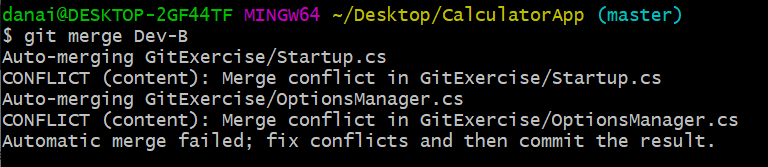 danai@DESKTOP-2GF44TF MINGW64 ~/Desktop/CalculatorApp (master)
$ git merge Dev-B
Auto-merging GitExercise/Startup.cs
CONFLICT (content): Merge conflict in GitExercise/Startup.cs
Auto-merging GitExercise/OptionsManager.cs
CONFLICT (content): Merge conflict in GitExercise/OptionsManager.cs
Automatic merge failed; fix conflicts and then commit the result.